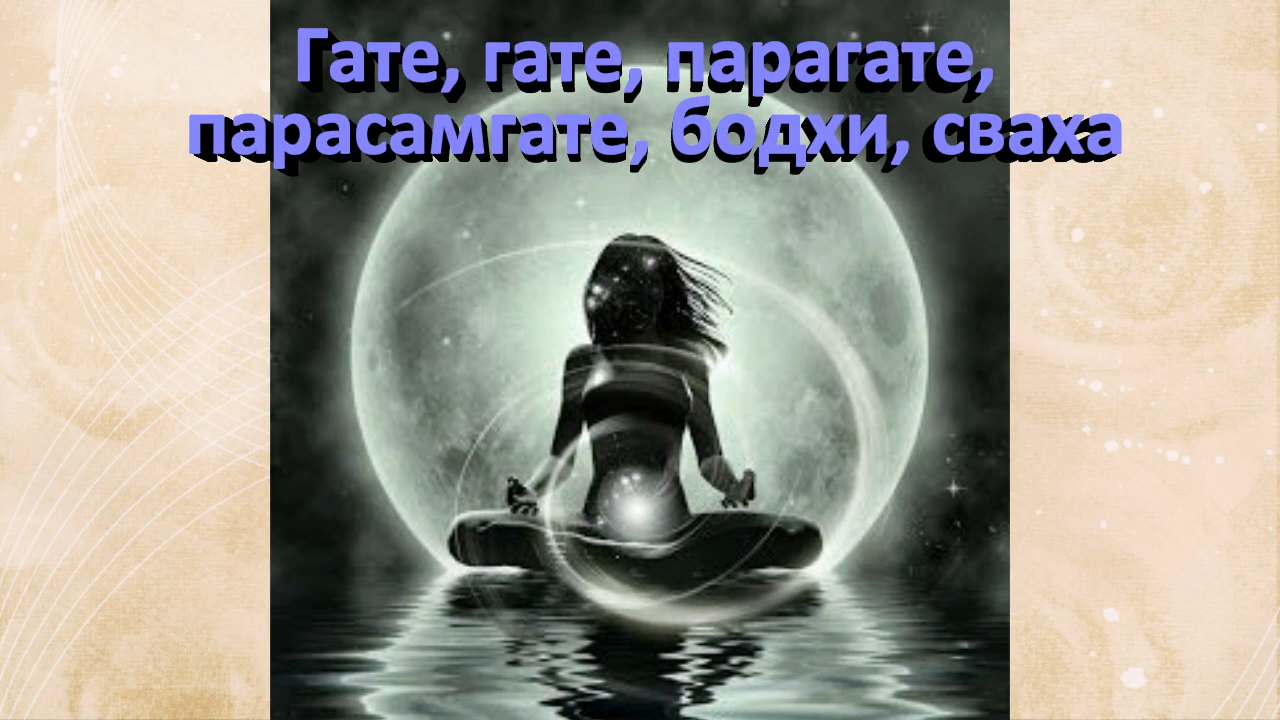 Гате, гате, парагате,
парасамгате, бодхи, сваха